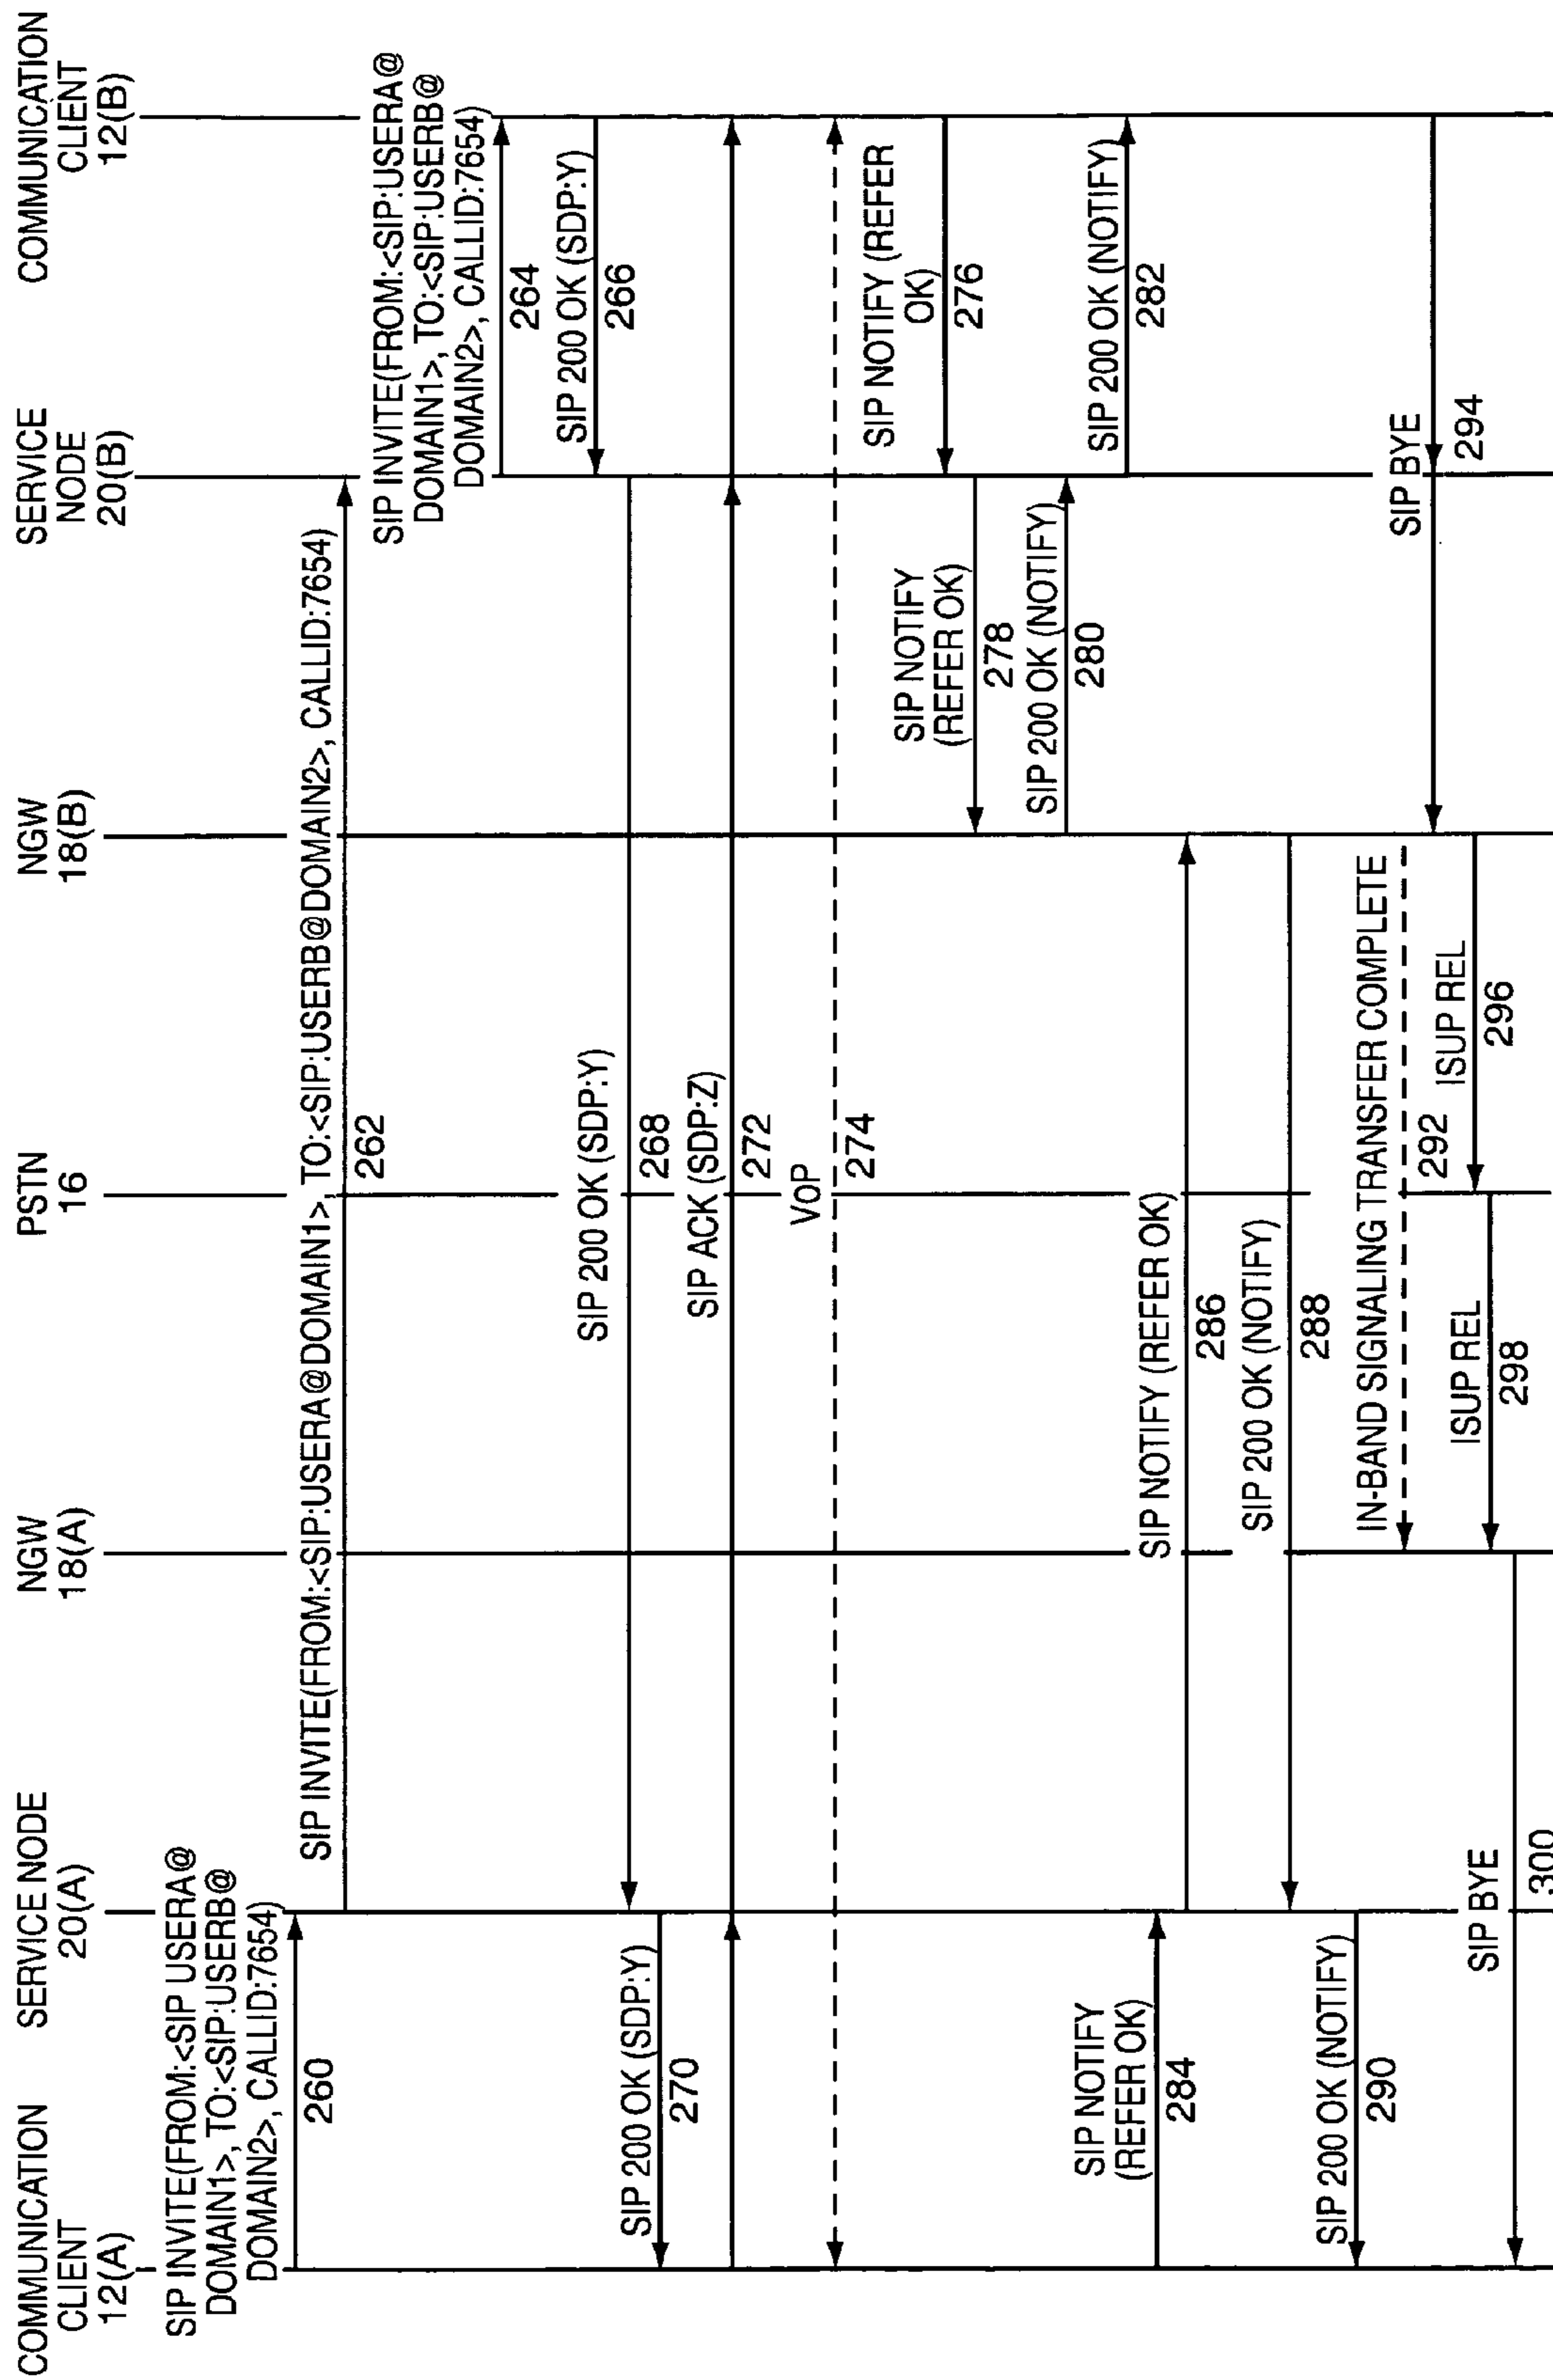 COMMUNICATION
CLIENT
12(A)
SERVICE NODE
20(A)
NGW
18(A)
PSTN
16
NGW
18(B)
SERVICE
NODE
20(B)
COMMUNICATION
CLIENT
12(B)
SIP INVITE(FROM:<SIP USERA@
DOMAIN1>, TO:<SIP:USERB@
DOMAIN2>, CALLID:7654)
260
SIP INVITE(FROM:<SIP:USERA@DOMAIN1>, TO:<SIP:USERB@DOMAIN2>, CALLID:7654)
262
SIP INVITE(FROM:<SIP:USERA@
DOMAIN1>, TO:<SIP:USERB@
DOMAIN2>, CALLID:7654)
264
SIP 200 OK (SDP:Y)
266
SIP 200 OK (SDP:Y)
268
SIP 200 OK (SDP:Y)
270
SIP ACK (SDP:Z)
272
VoP
274
SIP NOTIFY (REFER
OK)
276
SIP NOTIFY
(REFER OK)
278
SIP 200 OK (NOTIFY)
280
SIP 200 OK (NOTIFY)
282
SIP NOTIFY
(REFER OK)
284
SIP NOTIFY (REFER OK)
286
SIP 200 OK (NOTIFY)
288
SIP 200 OK (NOTIFY)
290
IN-BAND SIGNALING TRANSFER COMPLETE
292
SIP BYE
294
ISUP REL
296
ISUP REL
298
SIP BYE
300